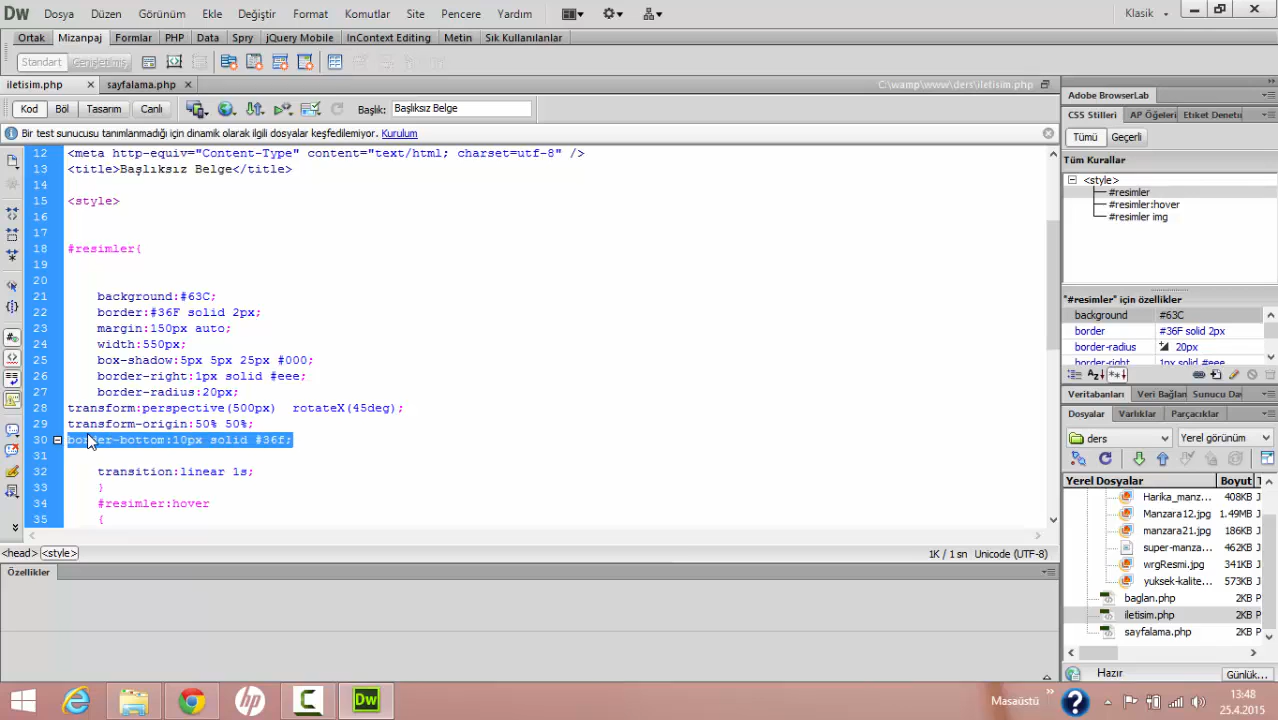 DW Dosya Düzen Görünüm Ekle Değiştir Format Komutlar Site Pencere Yardım Klasik
Ortak Mizanpaj Formlar PHP Data Spry jQuery Mobile InContext Editing Metin Sık Kullanılanlar
Standart Genişletilmiş
iletisim.php sayfalama.php C:\wamp\www\ders\iletisim.php
Kod Böl Tasarım Canlı Başlık: Başlıksız Belge
Bir test sunucusu tanımlanmadığı için dinamik olarak ilgili dosyalar keşfedilemiyor. Kurulum
12 <meta http-equiv="Content-Type" content="text/html; charset=utf-8" />
13 <title>Başlıksız Belge</title>
14
15 <style>
16
17
18 #resimler{
19
20
21 background:#63C;
22 border:#36F solid 2px;
23 margin:150px auto;
24 width:550px;
25 box-shadow:5px 5px 25px #000;
26 border-right:1px solid #eee;
27 border-radius:20px;
28 transform:perspective(500px) rotateX(45deg);
29 transform-origin:50% 50%;
30 border-bottom:10px solid #36f;
31
32 transition:linear 1s;
33 }
34 #resimler:hover
35 {
<head> <style> 1K / 1 sn Unicode (UTF-8)
Özellikler
Adobe BrowserLab
CSS Stilleri AP Öğeleri Etiket Denetu
Tümü Geçerli
Tüm Kurallar
<style>
#resimler
#resimler:hover
#resimler img
"#resimler" için özellikler
background #63C
border #36F solid 2px
border-radius 20px
border-right 1px solid #eee
Veritabanları Veri Bağları Sunucu Da
Dosyalar Varlıklar Parçacıklar
ders Yerel görünüm
Yerel Dosyalar Boyut
Harika_manz... 408KB J
Manzara12.jpg 1.49MB J
manzara21.jpg 186KB J
super-manza... 462KB J
wrgResmi.jpg 341KB J
yuksek-kalite... 573KB J
baglan.php 2KB P
iletisim.php 2KB P
sayfalama.php 2KB P
Hazır Günlük...
Masaüstü 13:48
25.4.2015